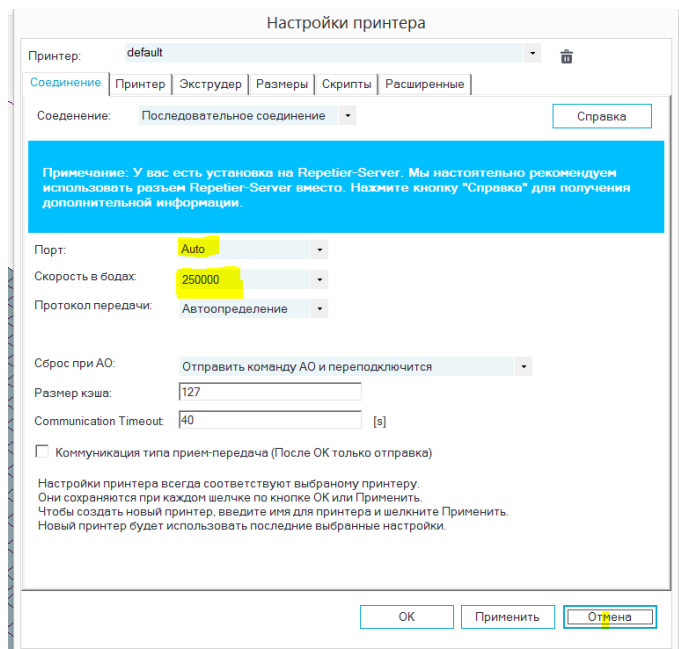 Настройки принтера
Принтер: default
Соединение Принтер Экструдер Размеры Скрипты Расширенные
Соеденение: Последовательное соединение Справка
Примечание: У вас есть установка на Repetier-Server. Мы настоятельно рекомендуем
использовать разъем Repetier-Server вместо. Нажмите кнопку "Справка" для получения
дополнительной информации.
Порт: Auto
Скорость в бодах: 250000
Протокол передачи: Автоопределение
Сброс при АО: Отправить команду АО и переподключится
Размер кэша: 127
Communication Timeout: 40 [s]
Коммуникация типа прием-передача (После ОК только отправка)
Настройки принтера всегда соответствуют выбраному принтеру.
Они сохраняются при каждом шелчке по кнопке ОК или Применить.
Чтобы создать новый принтер, введите имя для принтера и шелкните Применить.
Новый принтер будет использовать последние выбранные настройки.
ОК Применить Отмена